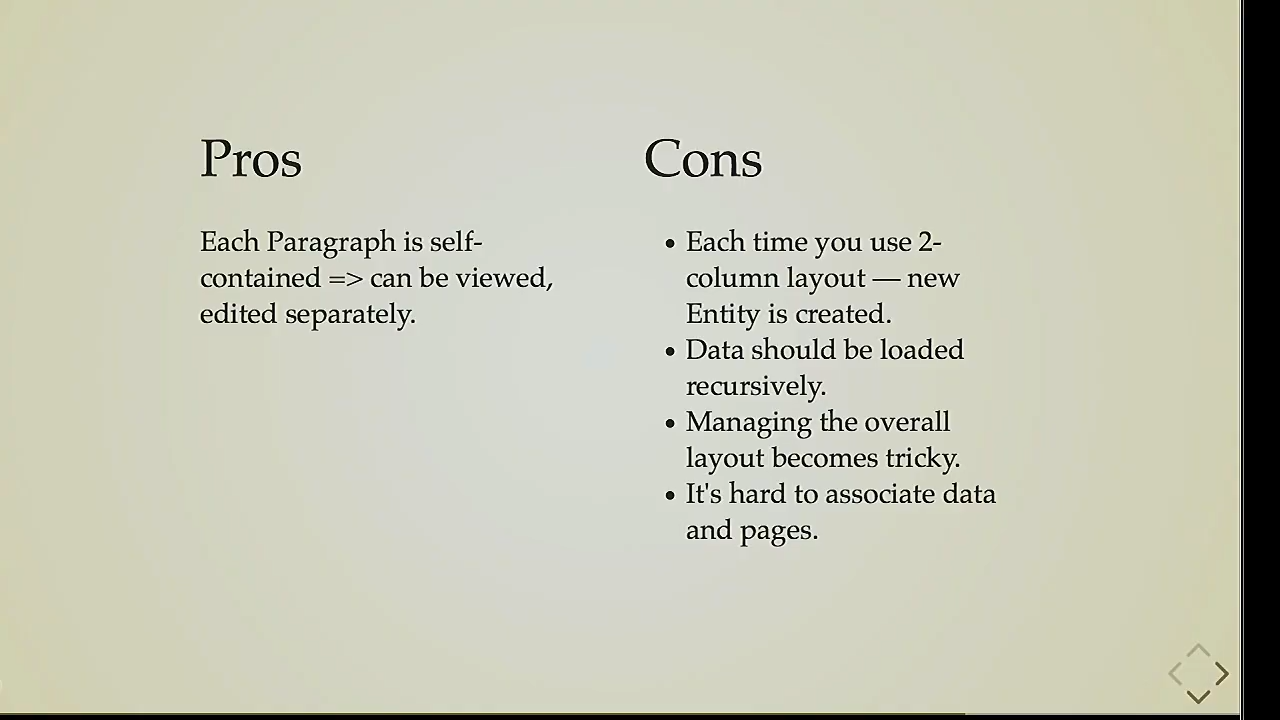 Pros
Each Paragraph is self-
contained => can be viewed,
edited separately.
Cons
• Each time you use 2-
column layout — new
Entity is created.
• Data should be loaded
recursively.
• Managing the overall
layout becomes tricky.
• It's hard to associate data
and pages.